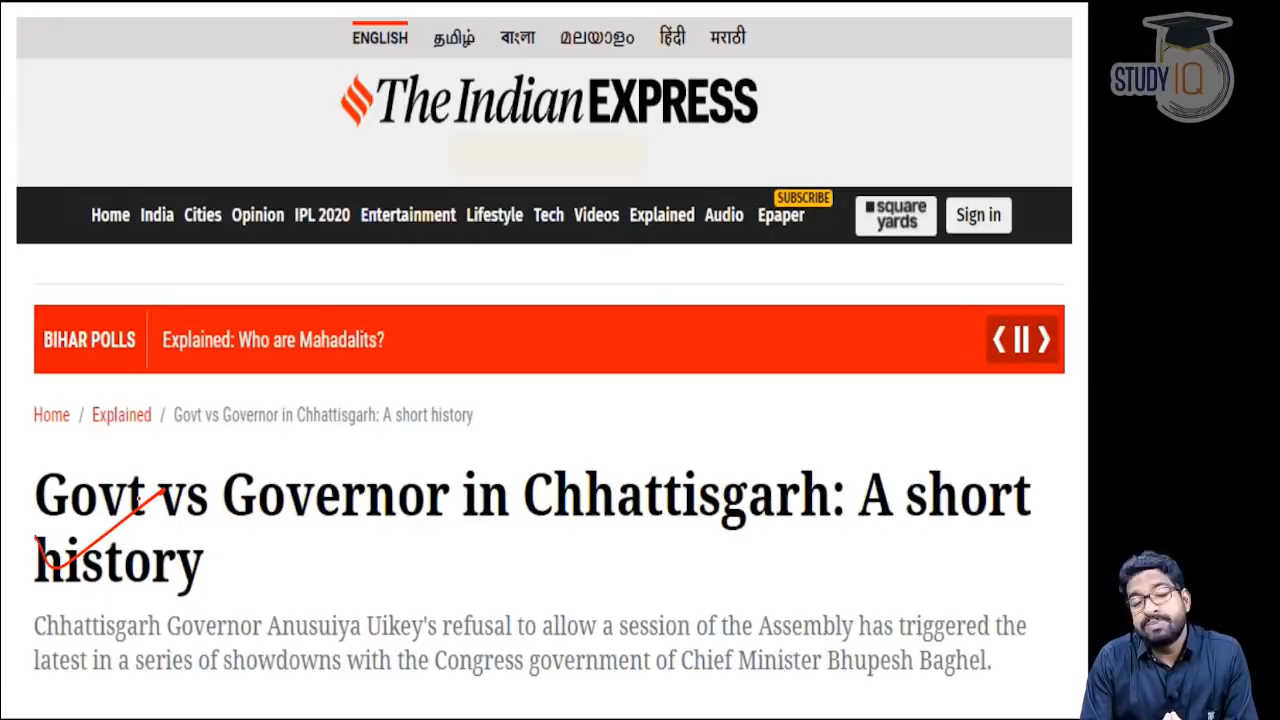 ENGLISH தமிழ் বাংলা മലയാളം हिंदी मराठी
STUDY IQ
The Indian EXPRESS
SUBSCRIBE
Home India Cities Opinion IPL 2020 Entertainment Lifestyle Tech Videos Explained Audio Epaper
square
yards
Sign in
BIHAR POLLS Explained: Who are Mahadalits?
Home / Explained / Govt vs Governor in Chhattisgarh: A short history
Govt vs Governor in Chhattisgarh: A short
history
Chhattisgarh Governor Anusuiya Uikey's refusal to allow a session of the Assembly has triggered the
latest in a series of showdowns with the Congress government of Chief Minister Bhupesh Baghel.